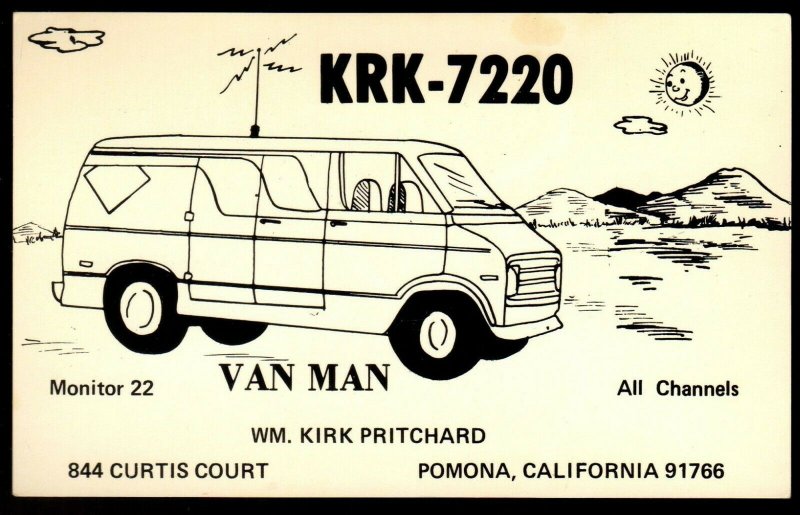 KRK-7220
VAN MAN
Monitor 22
All Channels
WM. KIRK PRITCHARD
844 CURTIS COURT
POMONA, CALIFORNIA 91766